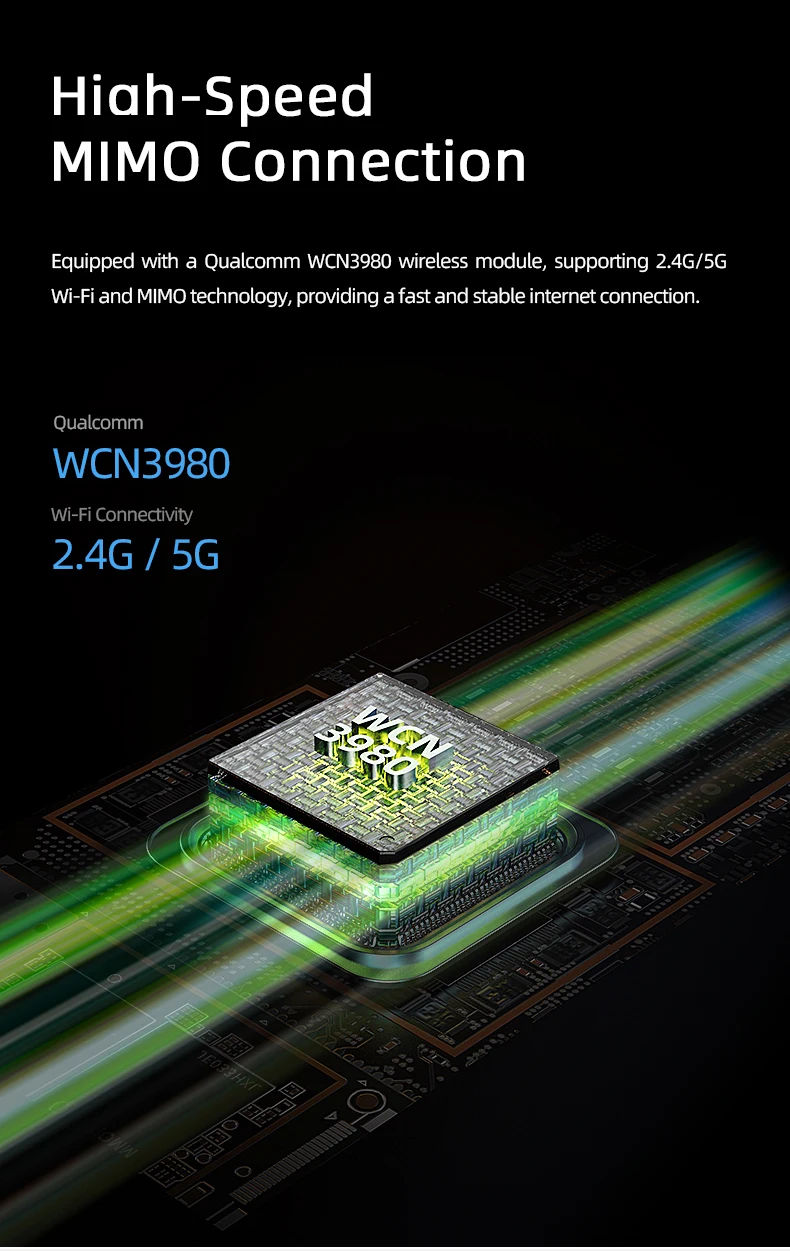 High-Speed
MIMO Connection
Equipped with a Qualcomm WCN3980 wireless module, supporting 2.4G/5G
Wi-Fi and MIMO technology, providing a fast and stable internet connection.
Qualcomm
WCN3980
Wi-Fi Connectivity
2.4G / 5G
WCN
3980